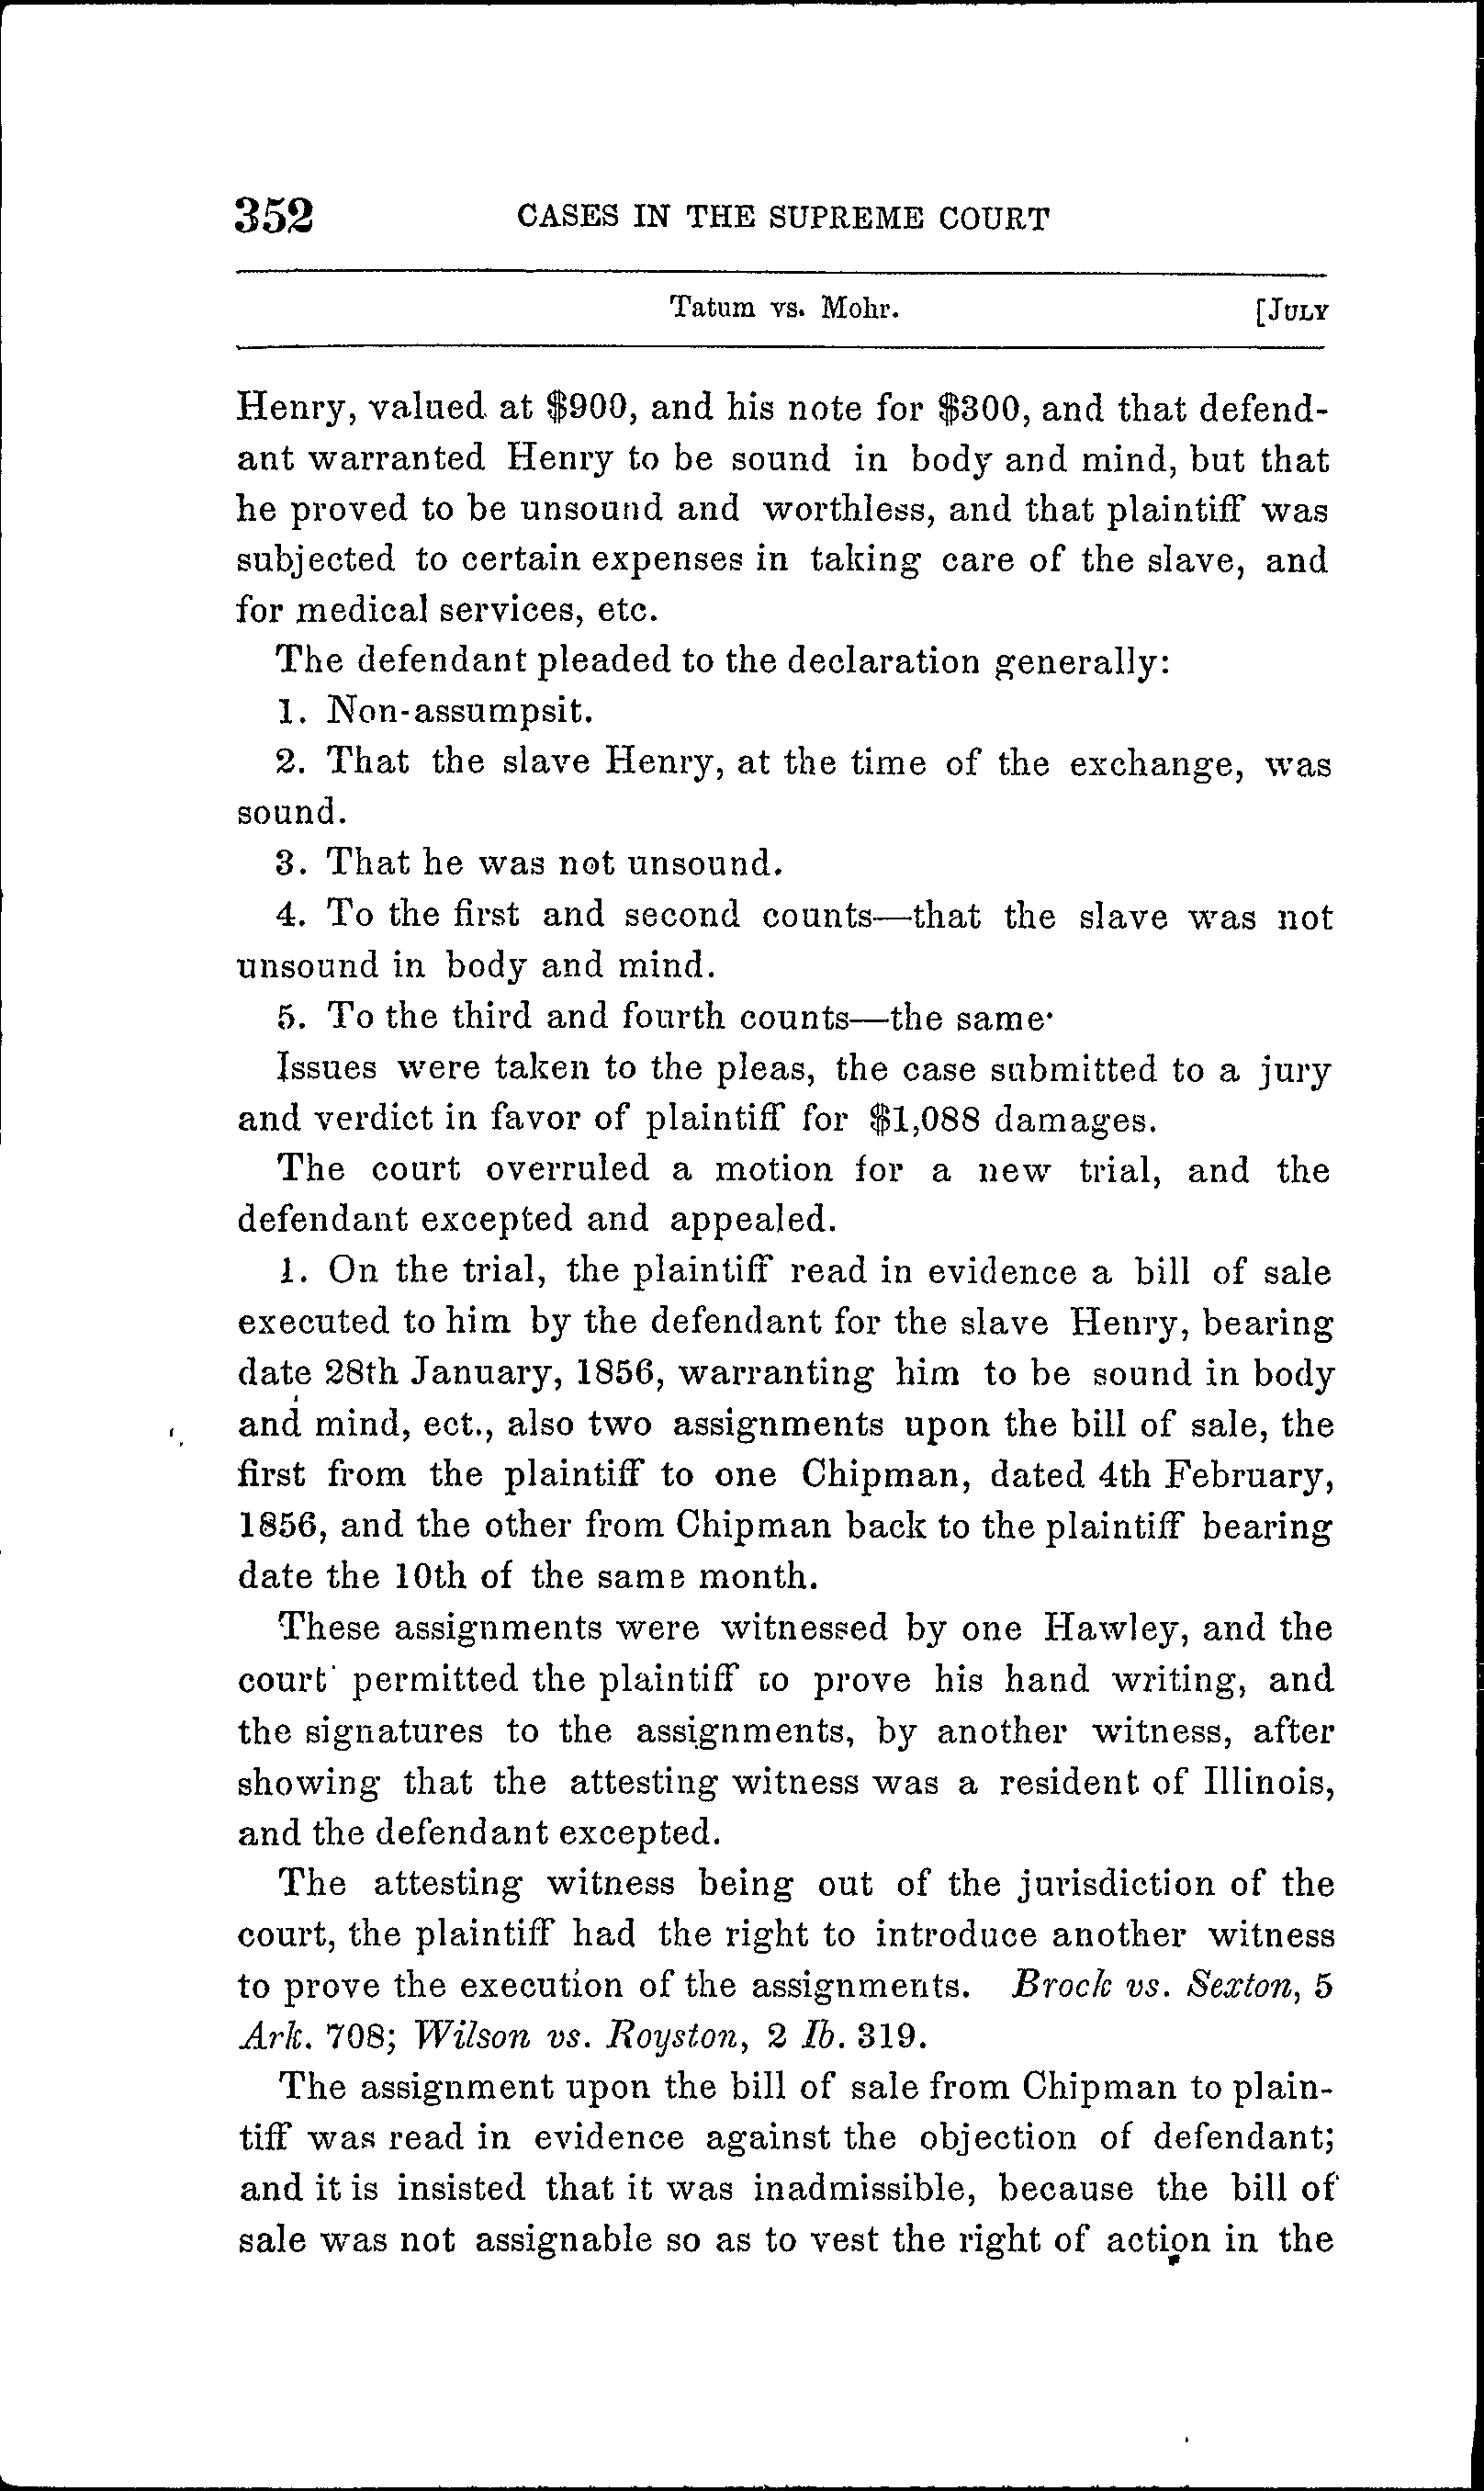 352 CASES IN THE SUPREME COURT
Tatum vs. Mohr. [JULY
Henry, valued at $900, and his note for $300, and that defend-
ant warranted Henry to be sound in body and mind, but that
he proved to be unsound and worthless, and that plaintiff was
subjected to certain expenses in taking care of the slave, and
for medical services, etc.
The defendant pleaded to the declaration generally:
1. Non-assumpsit.
2. That the slave Henry, at the time of the exchange, was
sound.
3. That he was not unsound.
4. To the first and second counts—that the slave was not
unsound in body and mind.
5. To the third and fourth counts—the same·
Issues were taken to the pleas, the case submitted to a jury
and verdict in favor of plaintiff for $1,088 damages.
The court overruled a motion for a new trial, and the
defendant excepted and appealed.
1. On the trial, the plaintiff read in evidence a bill of sale
executed to him by the defendant for the slave Henry, bearing
date 28th January, 1856, warranting him to be sound in body
and mind, ect., also two assignments upon the bill of sale, the
first from the plaintiff to one Chipman, dated 4th February,
1856, and the other from Chipman back to the plaintiff bearing
date the 10th of the same month.
These assignments were witnessed by one Hawley, and the
court permitted the plaintiff to prove his hand writing, and
the signatures to the assignments, by another witness, after
showing that the attesting witness was a resident of Illinois,
and the defendant excepted.
The attesting witness being out of the jurisdiction of the
court, the plaintiff had the right to introduce another witness
to prove the execution of the assignments. Brock vs. Sexton, 5
Ark. 708; Wilson vs. Royston, 2 Ib. 319.
The assignment upon the bill of sale from Chipman to plain-
tiff was read in evidence against the objection of defendant;
and it is insisted that it was inadmissible, because the bill of
sale was not assignable so as to vest the right of action in the